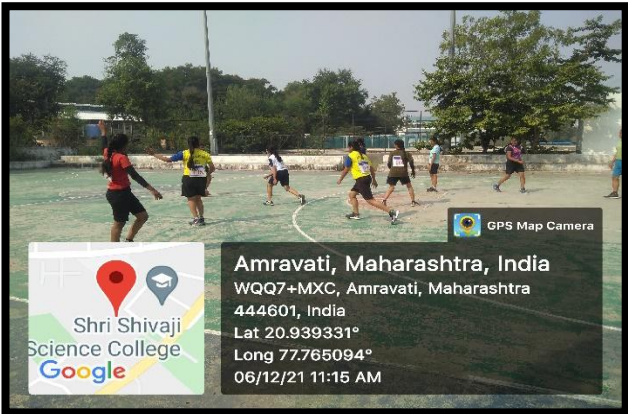 GPS Map Camera
Amravati, Maharashtra, India
WQQ7+MXC, Amravati, Maharashtra
444601, India
Lat 20.939331°
Long 77.765094°
06/12/21 11:15 AM
Shri Shivaji
Science College
Google